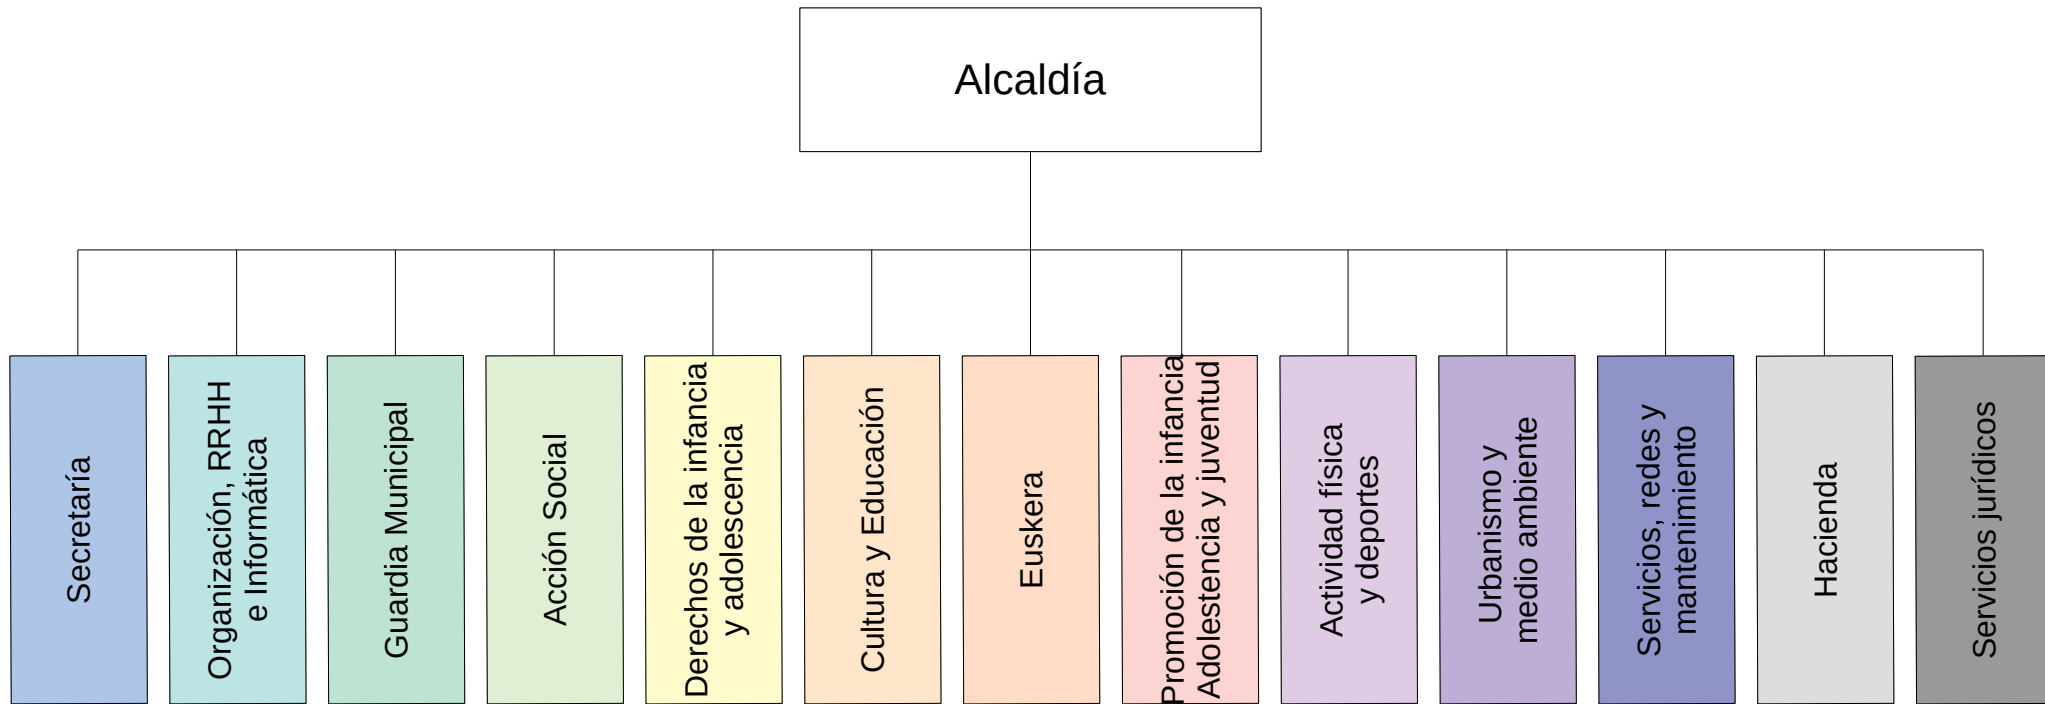 Alcaldía
Secretaría
Organización, RRHH
e Informática
Guardia Municipal
Acción Social
Derechos de la infancia
y adolescencia
Cultura y Educación
Euskera
Promoción de la infancia
Adolestencia y juventud
Actividad física
y deportes
Urbanismo y
medio ambiente
Servicios, redes y
mantenimiento
Hacienda
Servicios jurídicos